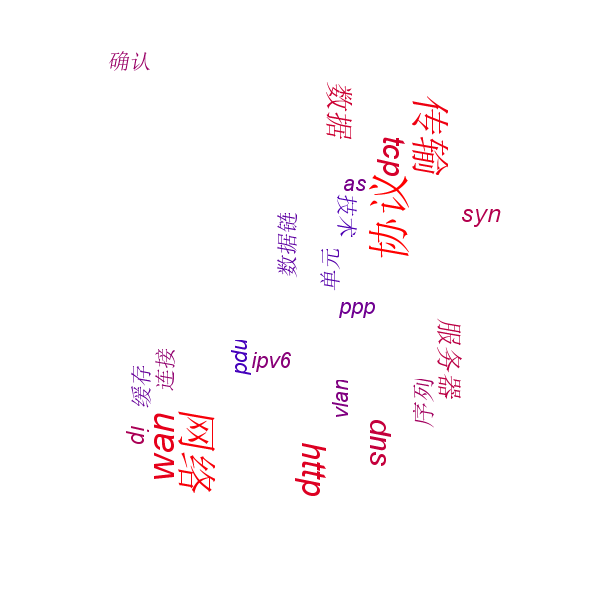 确认
数据
传输
tcp
as
协议
技术
syn
数据链
单元
ppp
服务器
pdu
ipv6
连接
缓存
vlan
序列
ip
wan
网络
http
dns